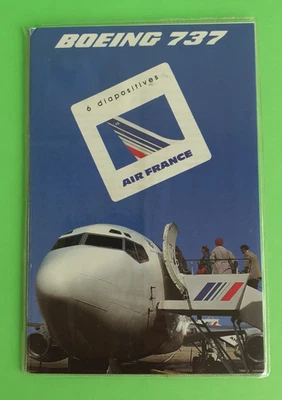 BOEING 737
6 diapositives
AIR FRANCE